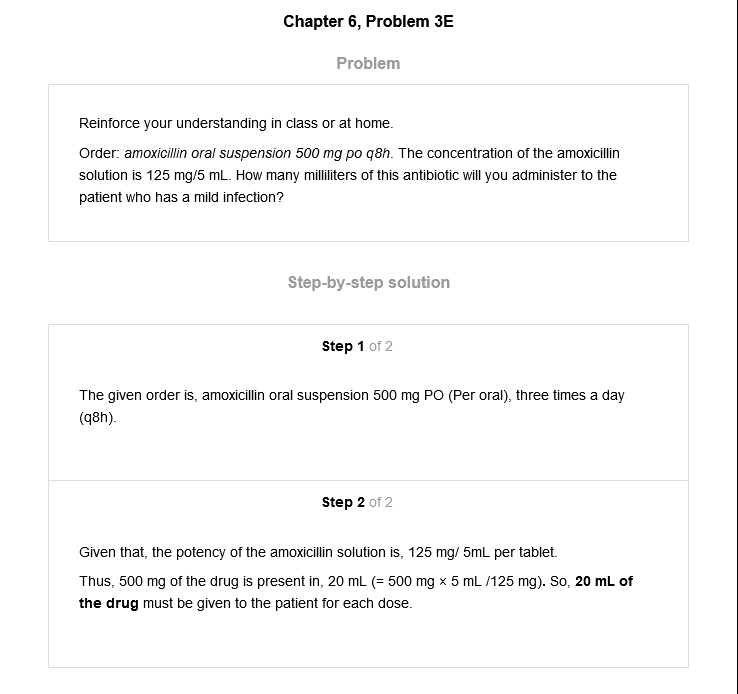 Chapter 6, Problem 3E
Problem
Reinforce your understanding in class or at home.
Order: amoxicillin oral suspension 500 mg po q8h. The concentration of the amoxicillin
solution is 125 mg/5 mL. How many milliliters of this antibiotic will you administer to the
patient who has a mild infection?
Step-by-step solution
Step 1 of 2
The given order is, amoxicillin oral suspension 500 mg PO (Per oral), three times a day
(q8h).
Step 2 of 2
Given that, the potency of the amoxicillin solution is, 125 mg/ 5mL per tablet.
Thus, 500 mg of the drug is present in, 20 mL (= 500 mg × 5 mL /125 mg). So, 20 mL of
the drug must be given to the patient for each dose.